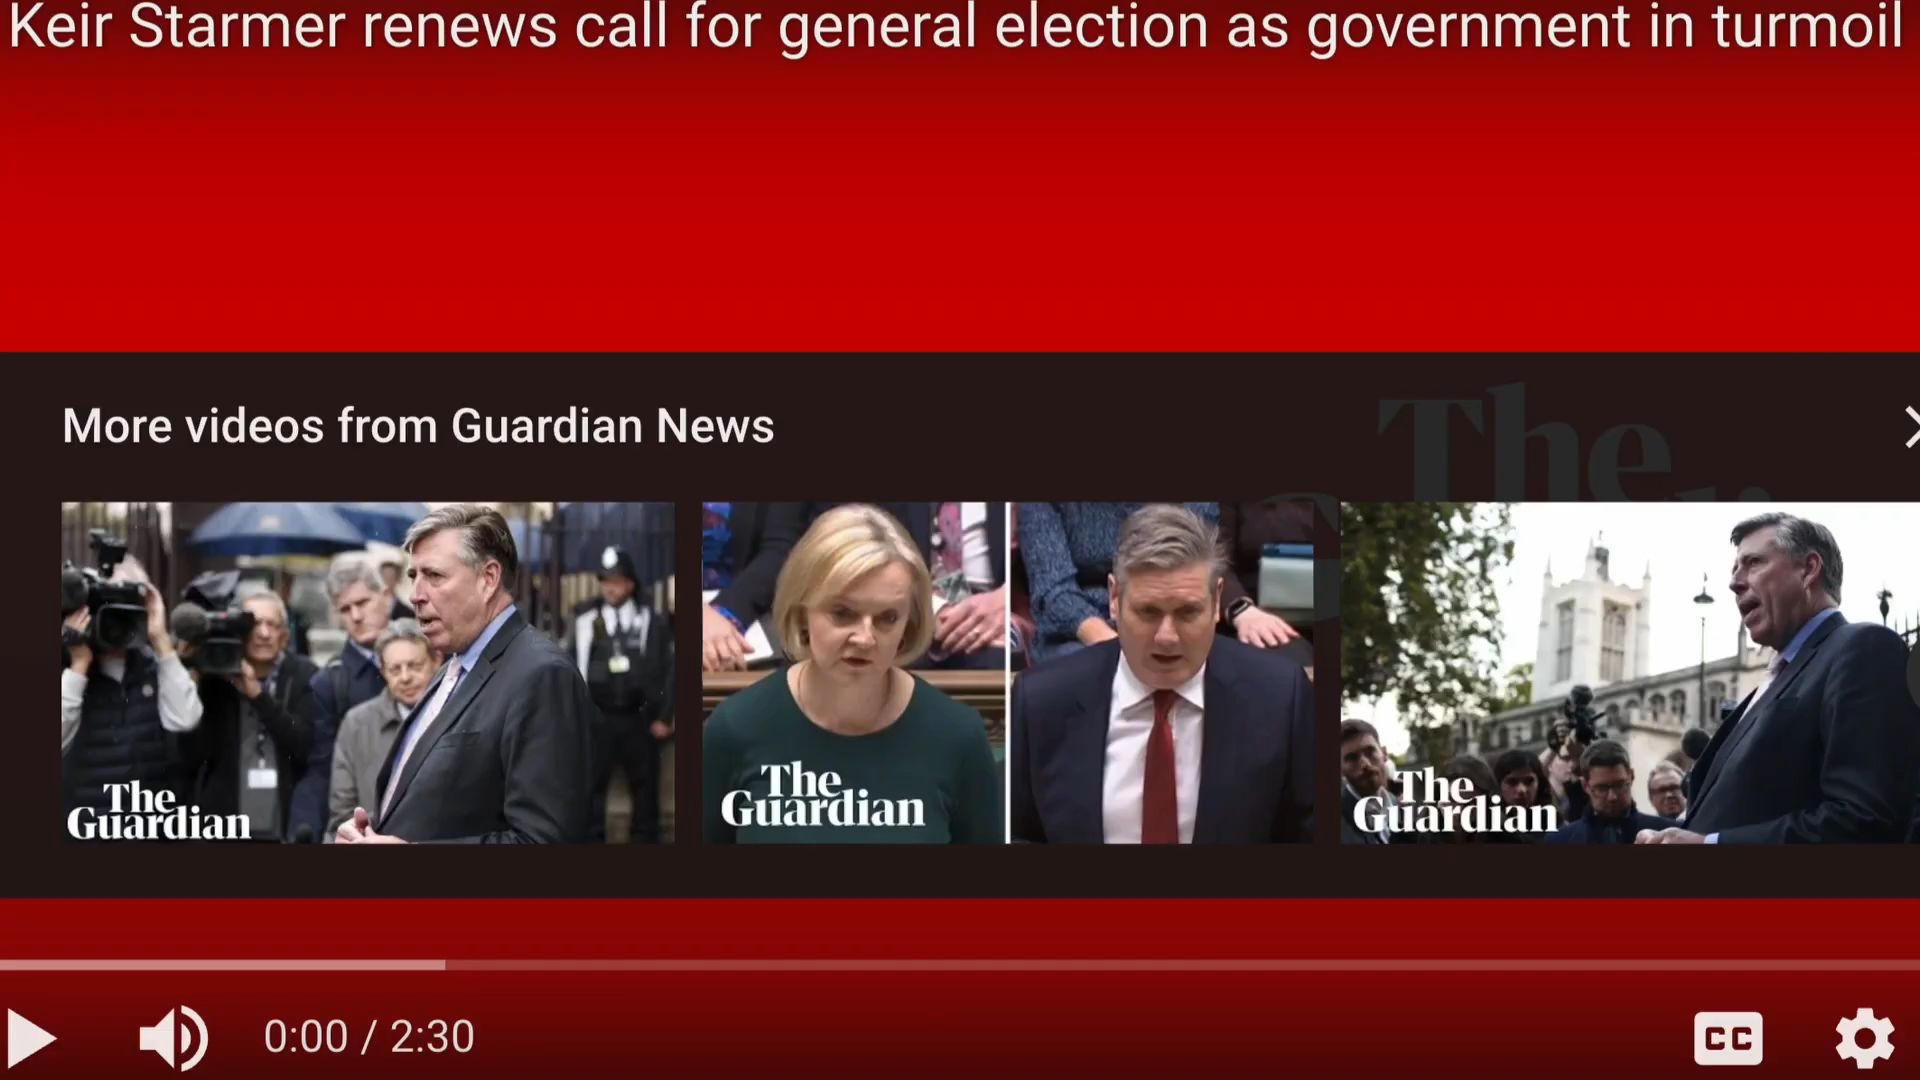 Keir Starmer renews call for general election as government in turmoil
More videos from Guardian News
The
The
Guardian
The
Guardian
The
Guardian
0:00 / 2:30
CC